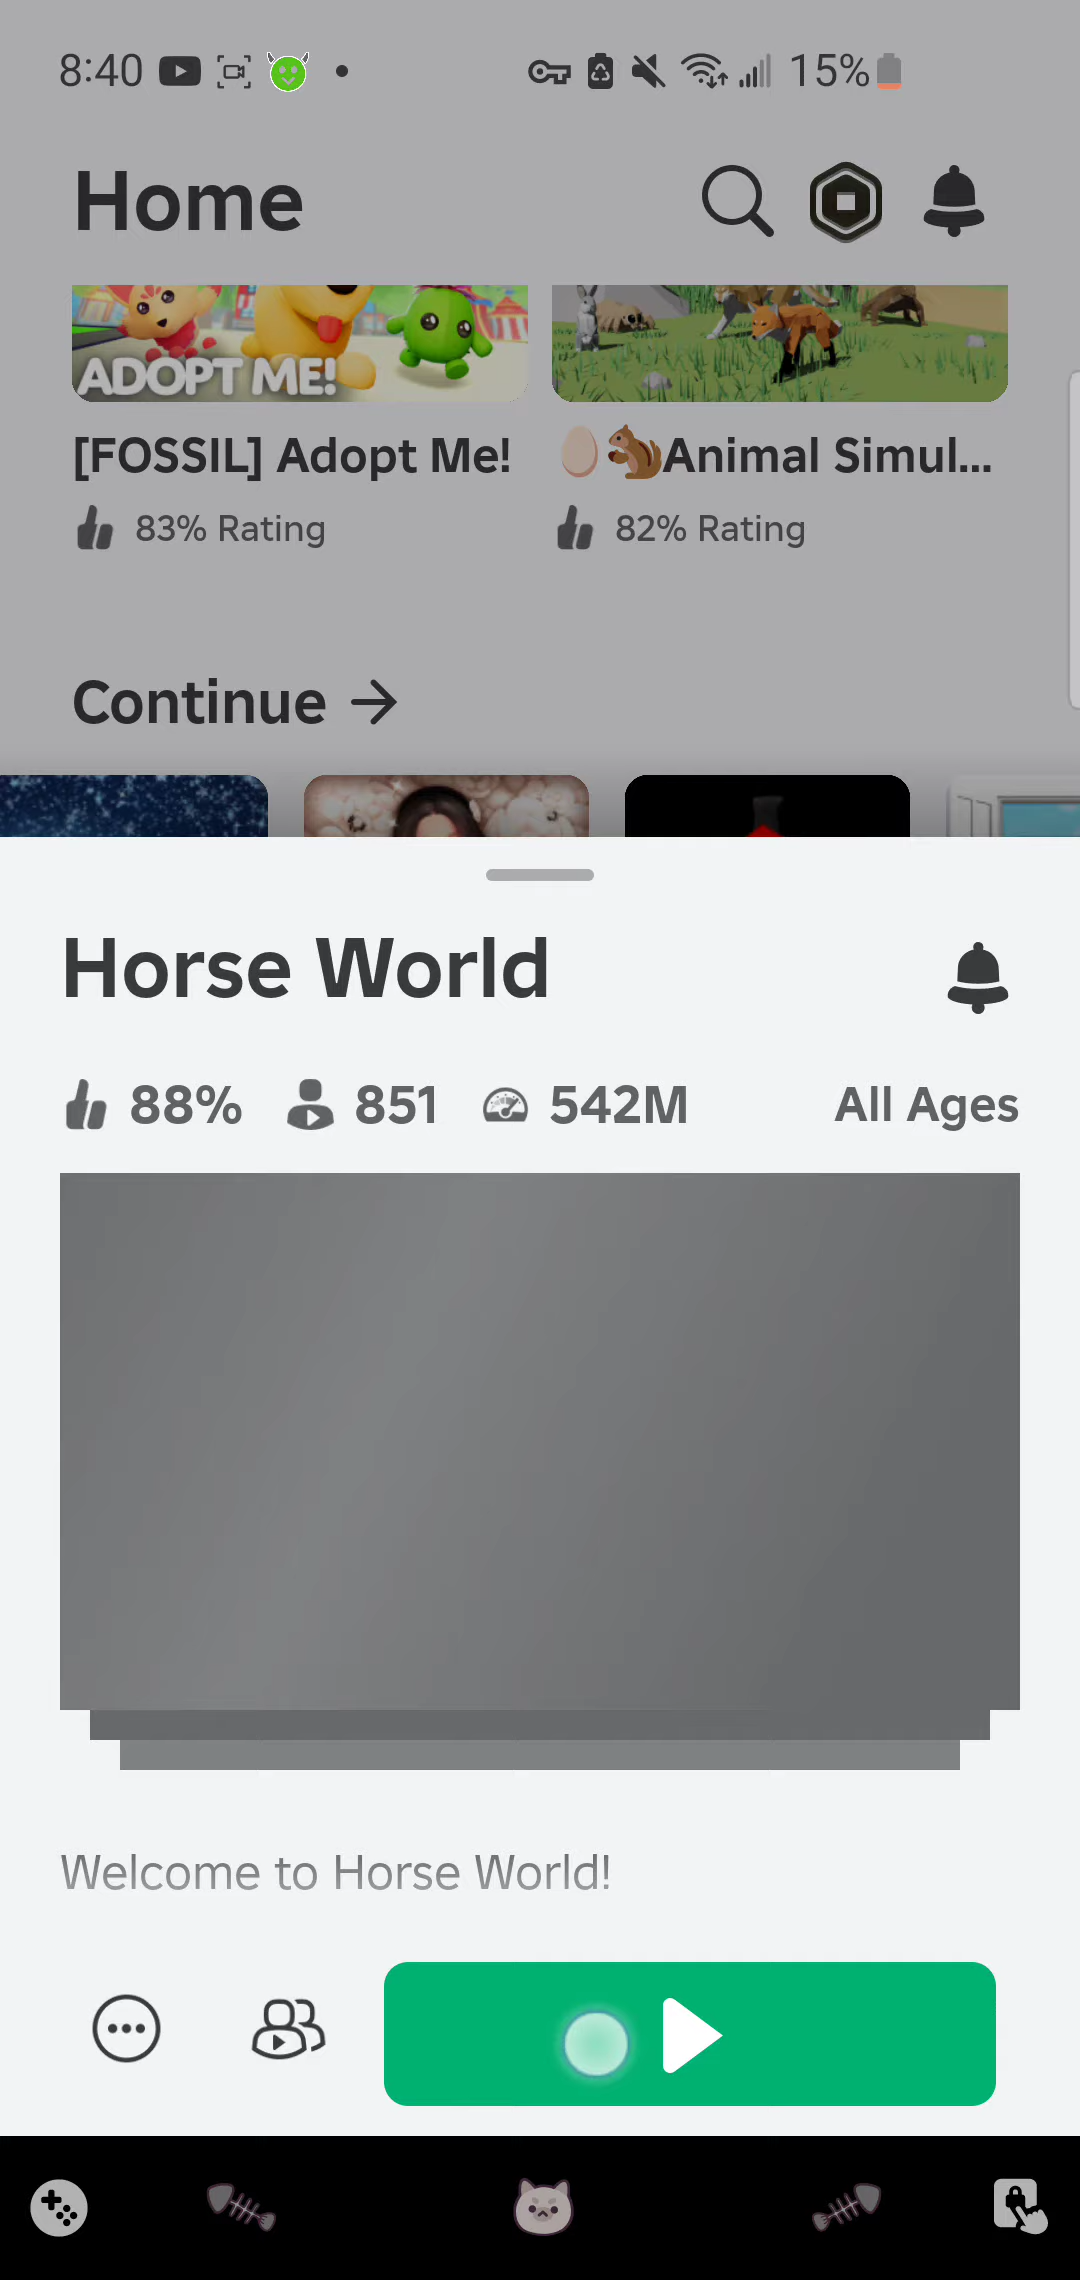 8:40
15%
Home
ADOPT ME!
[FOSSIL] Adopt Me!
🥚🐿️Animal Simul...
83% Rating
82% Rating
Continue →
Horse World
88%
851
542M
All Ages
Welcome to Horse World!